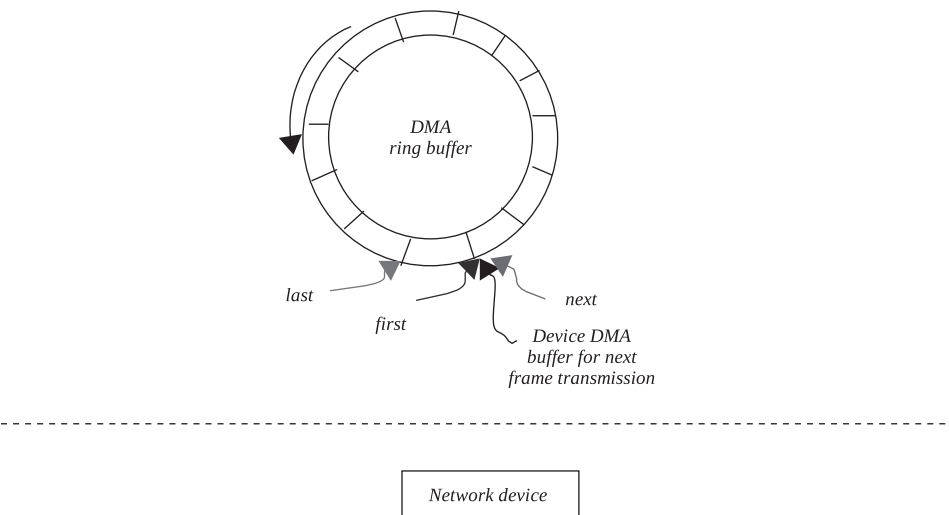 DMA
ring buffer
last
next
first
Device DMA
buffer for next
frame transmission
Network device